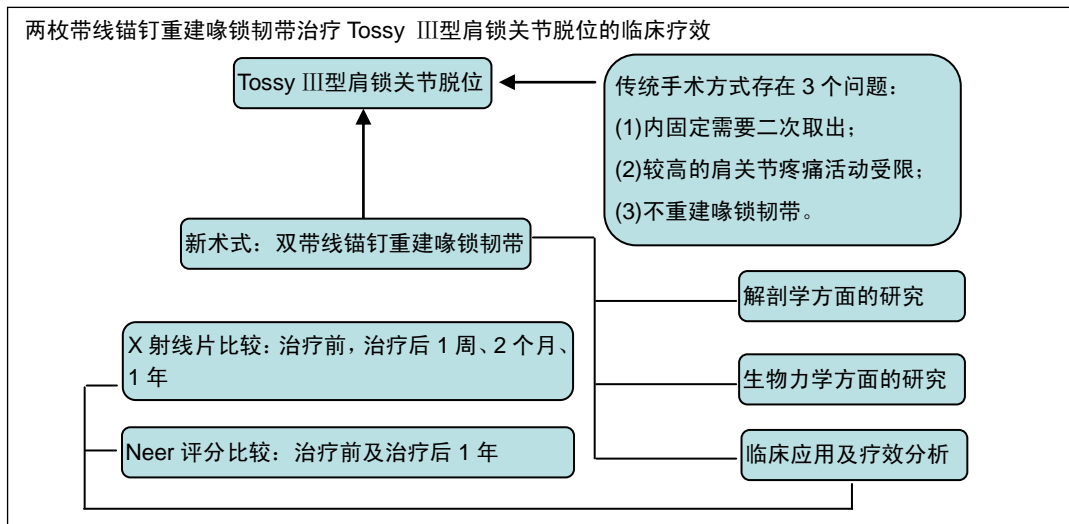 两枚带线锚钉重建喙锁韧带治疗 Tossy Ⅲ型肩锁关节脱位的临床疗效
Tossy Ⅲ型肩锁关节脱位
传统手术方式存在 3 个问题：
(1)内固定需要二次取出；
(2)较高的肩关节疼痛活动受限；
(3)不重建喙锁韧带。
新术式：双带线锚钉重建喙锁韧带
解剖学方面的研究
X 射线片比较：治疗前，治疗后 1 周、2 个月、
1 年
生物力学方面的研究
Neer 评分比较：治疗前及治疗后 1 年
临床应用及疗效分析